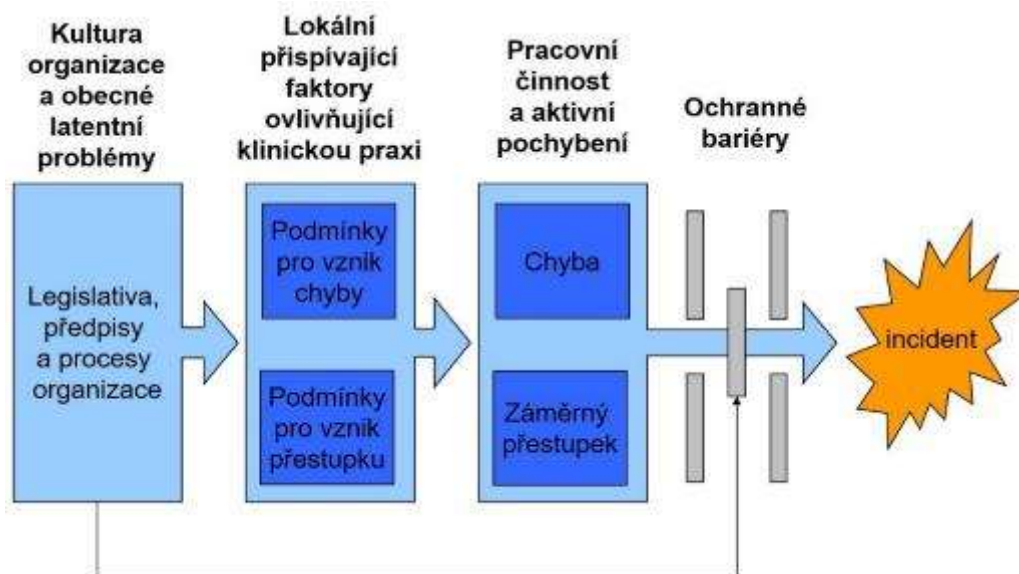 Kultura
organizace
a obecné
latentní
problémy
Lokální
přispívající
faktory
ovlivňující
klinickou praxi
Pracovní
činnost
a aktivní
pochybení
Ochranné
bariéry
Legislativa,
předpisy
a procesy
organizace
Podmínky
pro vznik
chyby
Podmínky
pro vznik
přestupku
Chyba
Záměrný
přestupek
incident